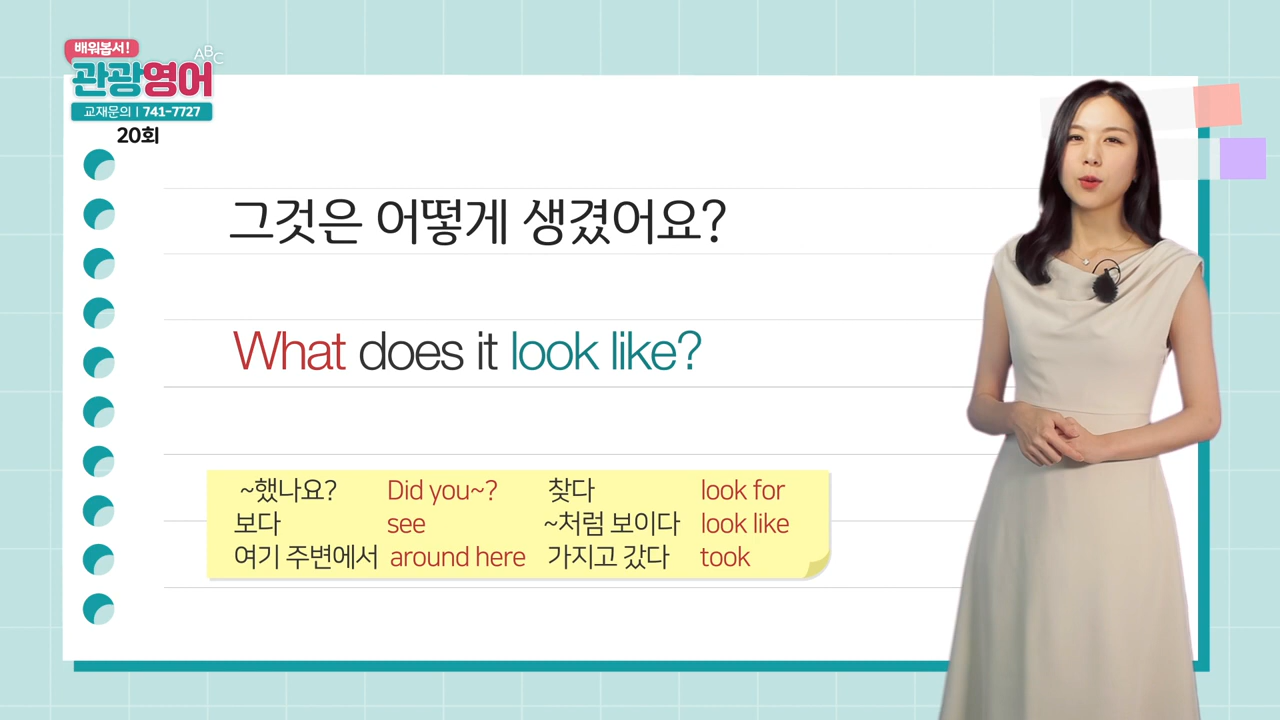 배워봅서!
ABC
관광영어
교재문의 | 741-7727
20회
그것은 어떻게 생겼어요?
What does it look like?
~했나요? Did you~? 찾다 look for
보다 see ~처럼 보이다 look like
여기 주변에서 around here 가지고 갔다 took